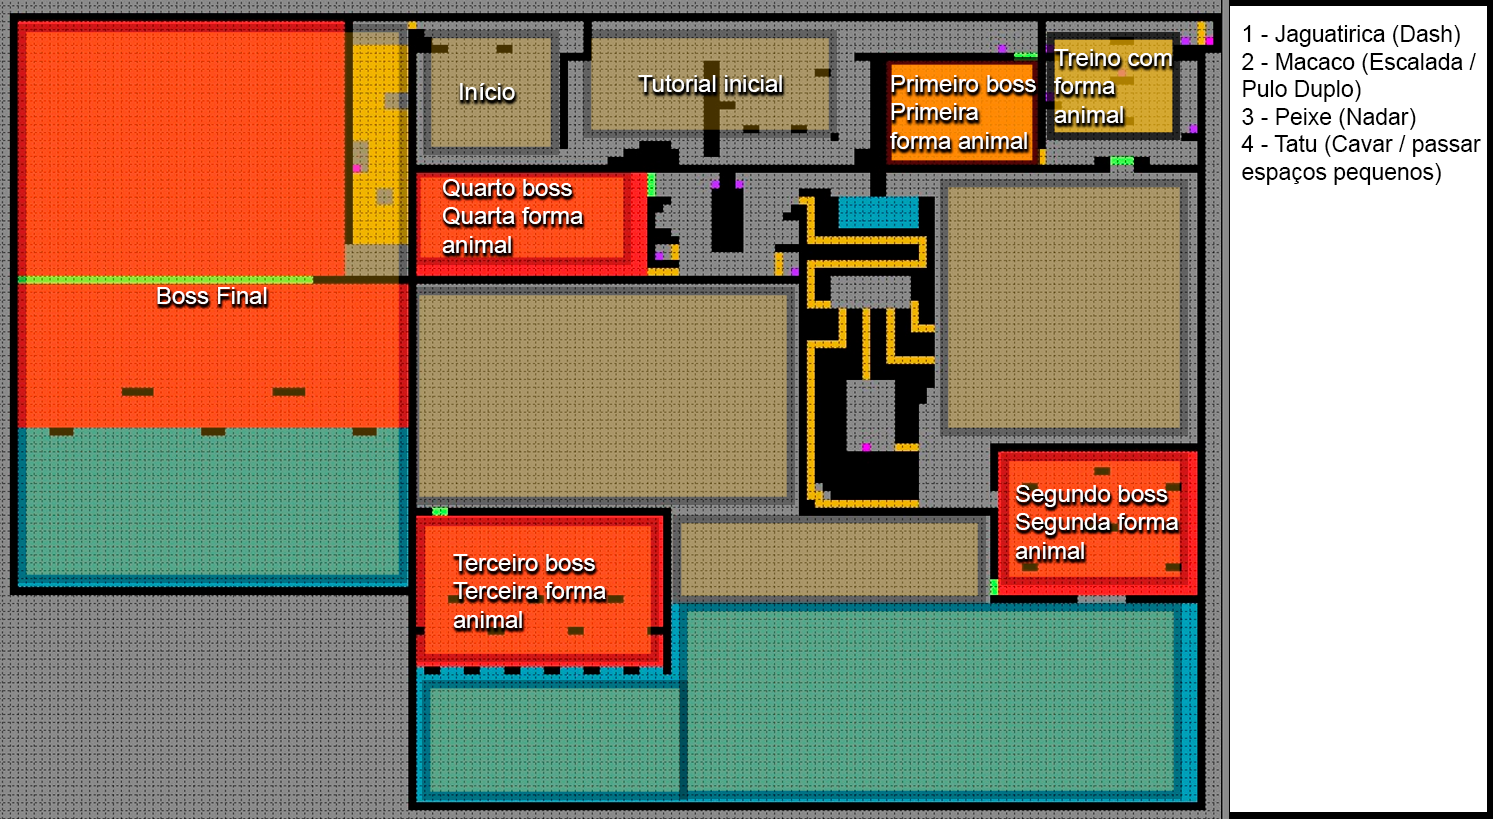 Início
Tutorial inicial
Primeiro boss
Primeira
forma animal
Treino com
forma
animal
Quarto boss
Quarta forma
animal
Boss Final
Segundo boss
Segunda forma
animal
Terceiro boss
Terceira forma
animal
1 - Jaguatirica (Dash)
2 - Macaco (Escalada /
Pulo Duplo)
3 - Peixe (Nadar)
4 - Tatu (Cavar / passar
espaços pequenos)